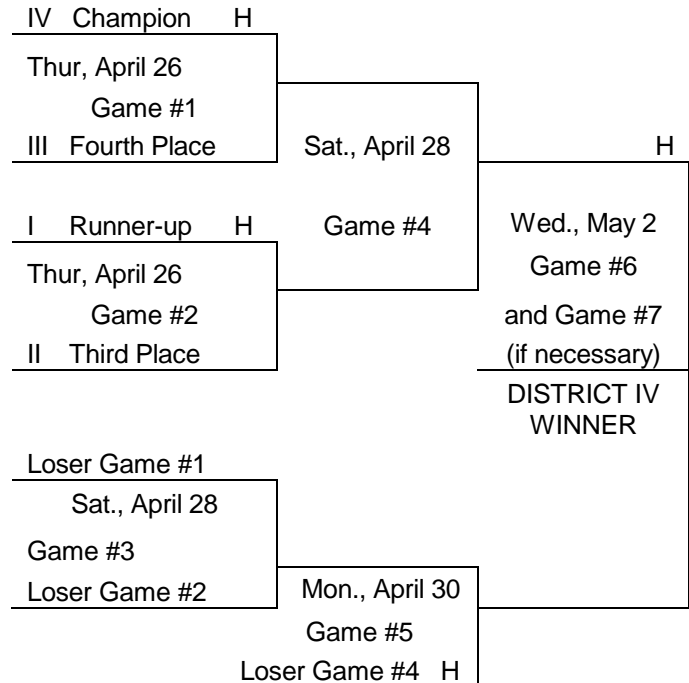 IV Champion H
Thur, April 26
Game #1
III Fourth Place
Sat., April 28
H
I Runner-up H
Game #4
Wed., May 2
Thur, April 26
Game #6
Game #2
and Game #7
II Third Place
(if necessary)
DISTRICT IV
WINNER
Loser Game #1
Sat., April 28
Game #3
Loser Game #2
Mon., April 30
Game #5
Loser Game #4 H